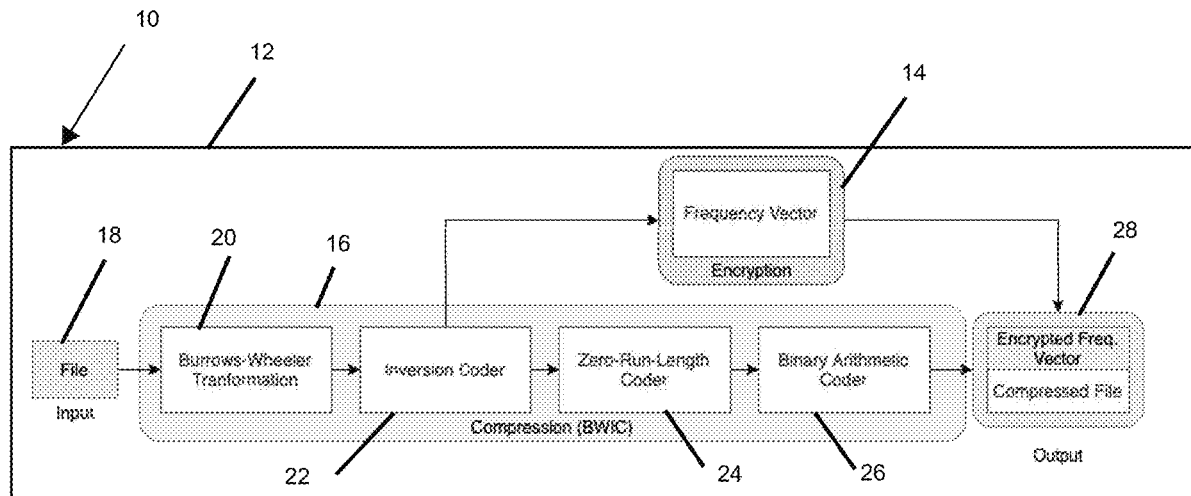 10
12
14
Frequency Vector
Encryption
18
20
16
28
File
Input
Burrows-Wheeler
Tranformation
Inversion Coder
Zero-Run-Length
Coder
Binary Arithmetic
Coder
Encrypted Freq.
Vector
Compressed File
Compression (BWIC)
Output
22
24
26